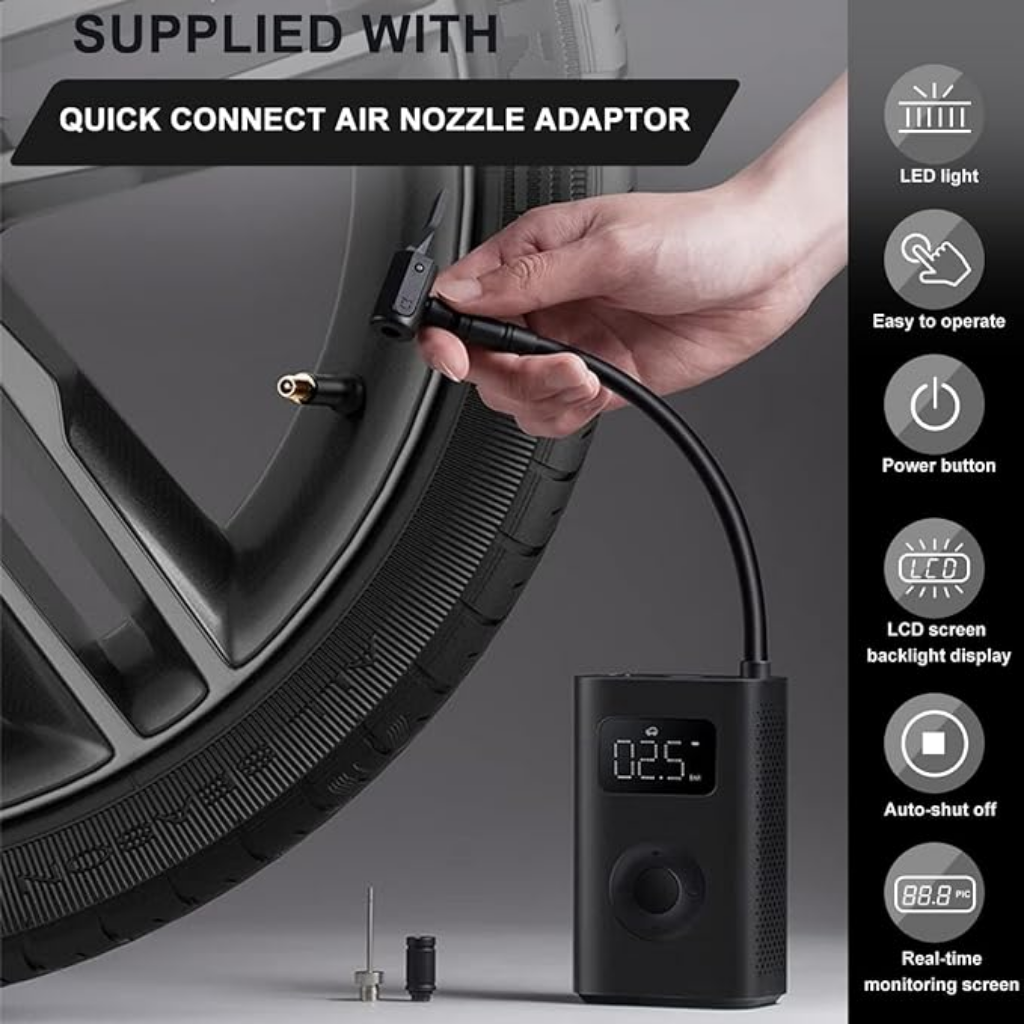 SUPPLIED WITH
QUICK CONNECT AIR NOZZLE ADAPTOR
LED light
Easy to operate
Power button
LCD
LCD screen
backlight display
Auto-shut off
88.8 PIC
Real-time
monitoring screen
02.5